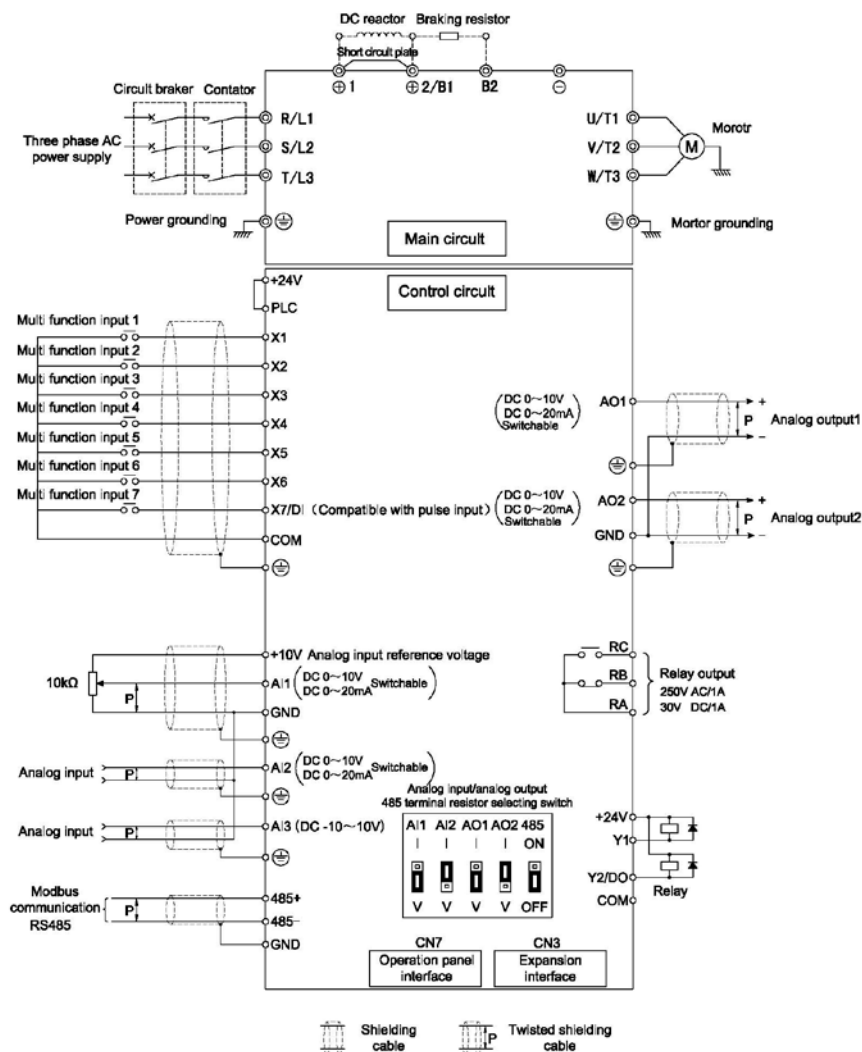 DC reactor Braking resistor
Short circuit plate
⊕ 1 ⊕ 2/B1 B2 ⊖
Circuit braker Contator
R/L1
S/L2
T/L3
Three phase AC
power supply
Power grounding
U/T1
V/T2
W/T3
M
Morotr
Mortor grounding
Main circuit
Control circuit
+24V
PLC
Multi function input 1
X1
Multi function input 2
X2
Multi function input 3
X3
Multi function input 4
X4
Multi function input 5
X5
Multi function input 6
X6
Multi function input 7
X7/DI (Compatible with pulse input)
COM
(DC 0~10V
DC 0~20mA
Switchable)
AO1
+
P
−
Analog output1
(DC 0~10V
DC 0~20mA
Switchable)
AO2
GND
+
P
−
Analog output2
+10V Analog input reference voltage
10kΩ
P
AI1 (DC 0~10V
DC 0~20mA Switchable)
GND
Analog input
P
AI2 (DC 0~10V
DC 0~20mA Switchable)
Analog input
P
AI3 (DC -10~10V)
Modbus
communication
RS485
P
485+
485−
GND
RC
RB
RA
Relay output
250V AC/1A
30V DC/1A
Analog input/analog output
485 terminal resistor selecting switch
AI1 AI2 AO1 AO2 485
I I I I ON
V V V V OFF
+24V
Y1
Y2/DO
COM
Relay
CN7
Operation panel
interface
CN3
Expansion
interface
Shielding
cable
P
Twisted shielding
cable